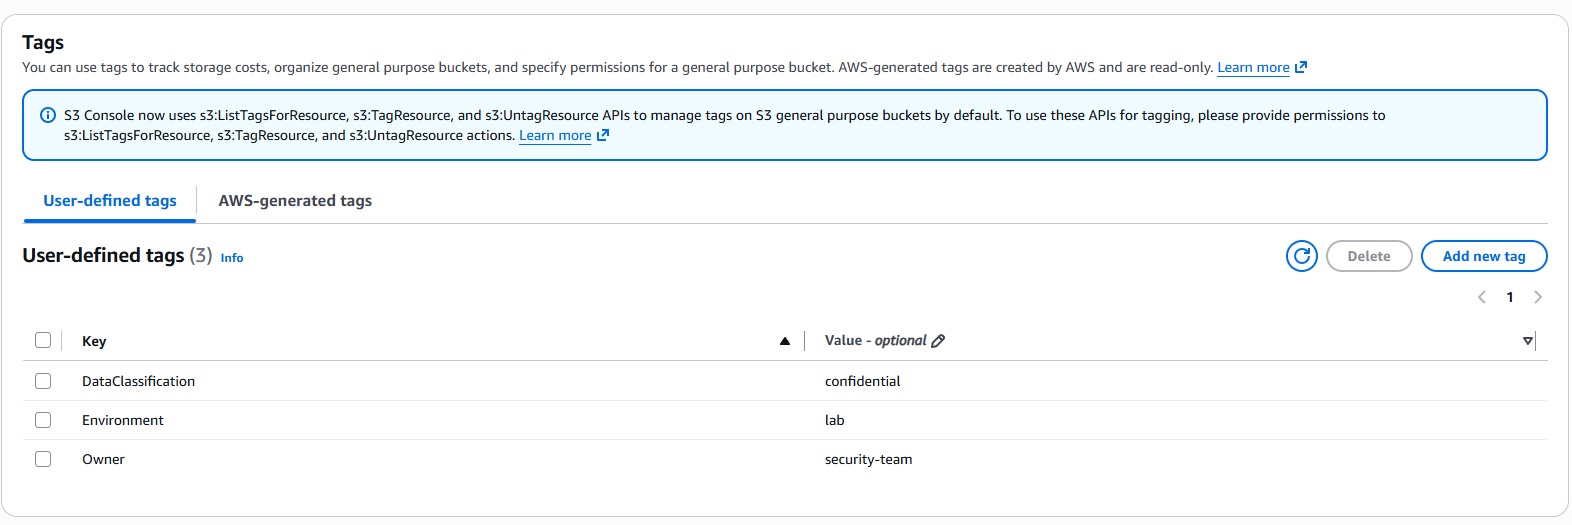 Tags
You can use tags to track storage costs, organize general purpose buckets, and specify permissions for a general purpose bucket. AWS-generated tags are created by AWS and are read-only. Learn more
S3 Console now uses s3:ListTagsForResource, s3:TagResource, and s3:UntagResource APIs to manage tags on S3 general purpose buckets by default. To use these APIs for tagging, please provide permissions to
s3:ListTagsForResource, s3:TagResource, and s3:UntagResource actions. Learn more
User-defined tags AWS-generated tags
User-defined tags (3) Info Delete Add new tag
1
Key Value - optional
DataClassification confidential
Environment lab
Owner security-team